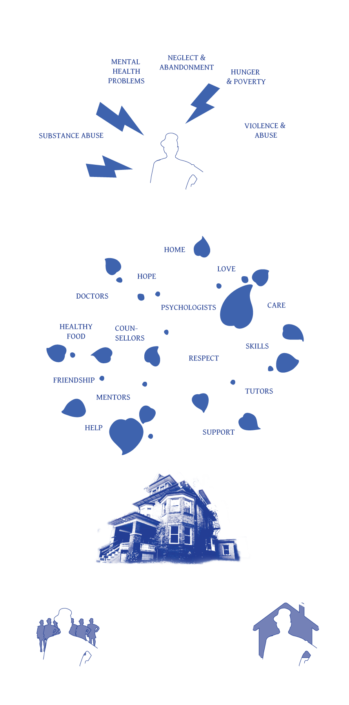 MENTAL
HEALTH
PROBLEMS
NEGLECT &
ABANDONMENT
HUNGER
& POVERTY
SUBSTANCE ABUSE
VIOLENCE &
ABUSE
HOME
LOVE
HOPE
DOCTORS
PSYCHOLOGISTS
CARE
HEALTHY
FOOD
COUN-
SELLORS
SKILLS
RESPECT
FRIENDSHIP
TUTORS
MENTORS
HELP
SUPPORT